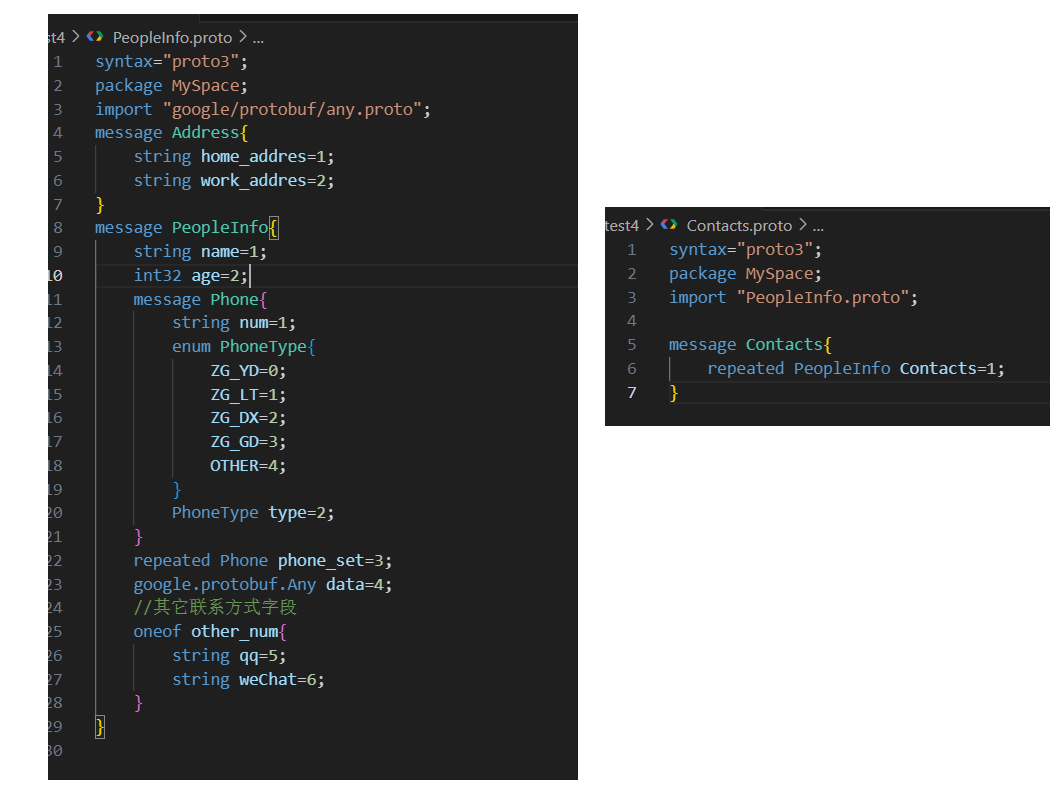 st4 > PeopleInfo.proto > ...
1 syntax="proto3";
2 package MySpace;
3 import "google/protobuf/any.proto";
4 message Address{
5 string home_addres=1;
6 string work_addres=2;
7 }
8 message PeopleInfo{
9 string name=1;
10 int32 age=2;
11 message Phone{
12 string num=1;
13 enum PhoneType{
14 ZG_YD=0;
15 ZG_LT=1;
16 ZG_DX=2;
17 ZG_GD=3;
18 OTHER=4;
19 }
20 PhoneType type=2;
21 }
22 repeated Phone phone_set=3;
23 google.protobuf.Any data=4;
24 //其它联系方式字段
25 oneof other_num{
26 string qq=5;
27 string weChat=6;
28 }
29 }
30
test4 > Contacts.proto > ...
1 syntax="proto3";
2 package MySpace;
3 import "PeopleInfo.proto";
4
5 message Contacts{
6 repeated PeopleInfo Contacts=1;
7 }